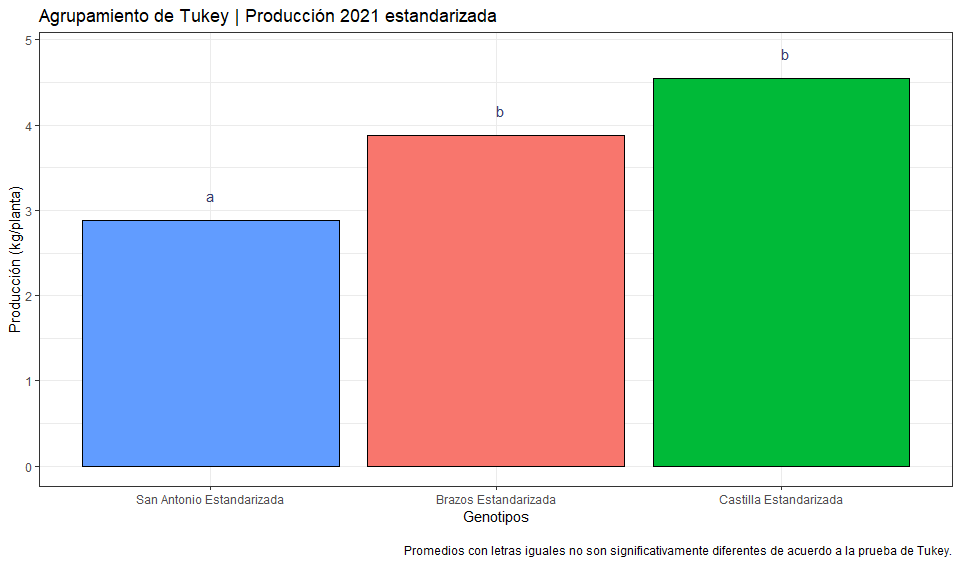 Agrupamiento de Tukey | Producción 2021 estandarizada
Producción (kg/planta)
5
4
3
2
1
0
a
b
b
San Antonio Estandarizada
Brazos Estandarizada
Castilla Estandarizada
Genotipos
Promedios con letras iguales no son significativamente diferentes de acuerdo a la prueba de Tukey.